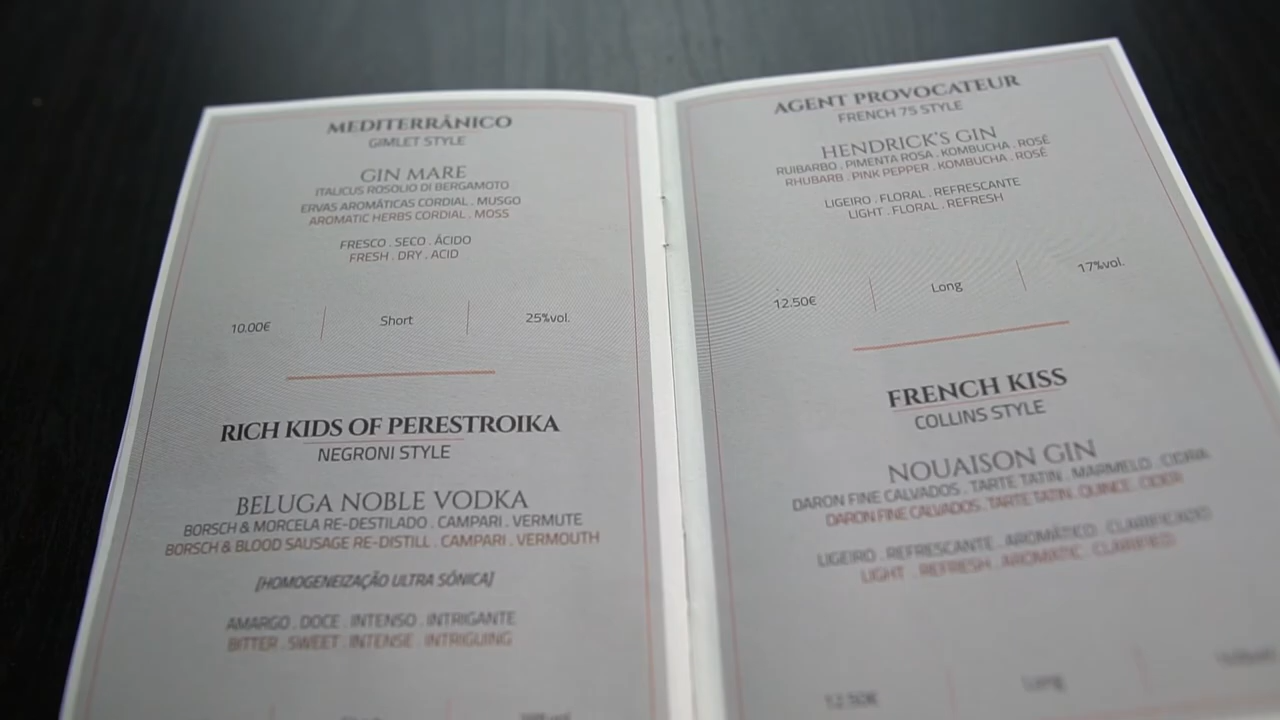 MEDITERRÂNICO
GIMLET STYLE
GIN MARE
ITALICUS ROSOLIO DI BERGAMOTO
ERVAS AROMÁTICAS CORDIAL . MUSGO
AROMATIC HERBS CORDIAL . MOSS
FRESCO . SECO . ÁCIDO
FRESH . DRY . ACID
10.00€ Short 25%vol.
RICH KIDS OF PERESTROIKA
NEGRONI STYLE
BELUGA NOBLE VODKA
BORSCH & MORCELA RE-DESTILADO . CAMPARI . VERMUTE
BORSCH & BLOOD SAUSAGE RE-DISTILL . CAMPARI . VERMOUTH
[HOMOGENEIZAÇÃO ULTRA SÓNICA]
AMARGO . DOCE . INTENSO . INTRIGANTE
BITTER . SWEET . INTENSE . INTRIGUING
AGENT PROVOCATEUR
FRENCH 75 STYLE
HENDRICK'S GIN
RUIBARBO . PIMENTA ROSA . KOMBUCHA . ROSÉ
RHUBARB . PINK PEPPER . KOMBUCHA . ROSÉ
LIGEIRO . FLORAL . REFRESCANTE
LIGHT . FLORAL . REFRESH
12.50€ Long 17%vol.
FRENCH KISS
COLLINS STYLE
NOUAISON GIN
DARON FINE CALVADOS . TARTE TATIN . MARMELO . CIDRA
DARON FINE CALVADOS . TARTE TATIN . QUINCE . CIDER
LIGEIRO . REFRESCANTE . AROMÁTICO . CLARIFICADO
LIGHT . REFRESH . AROMATIC . CLARIFIED
12.50€ Long